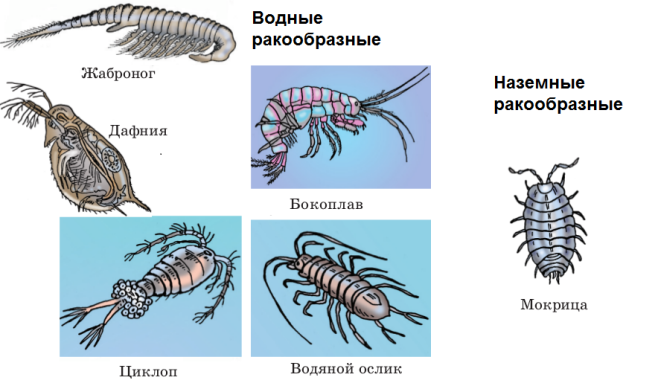 Водные
ракообразные
Жаброног
Наземные
ракообразные
Дафния
Бокоплав
Мокрица
Циклоп
Водяной ослик